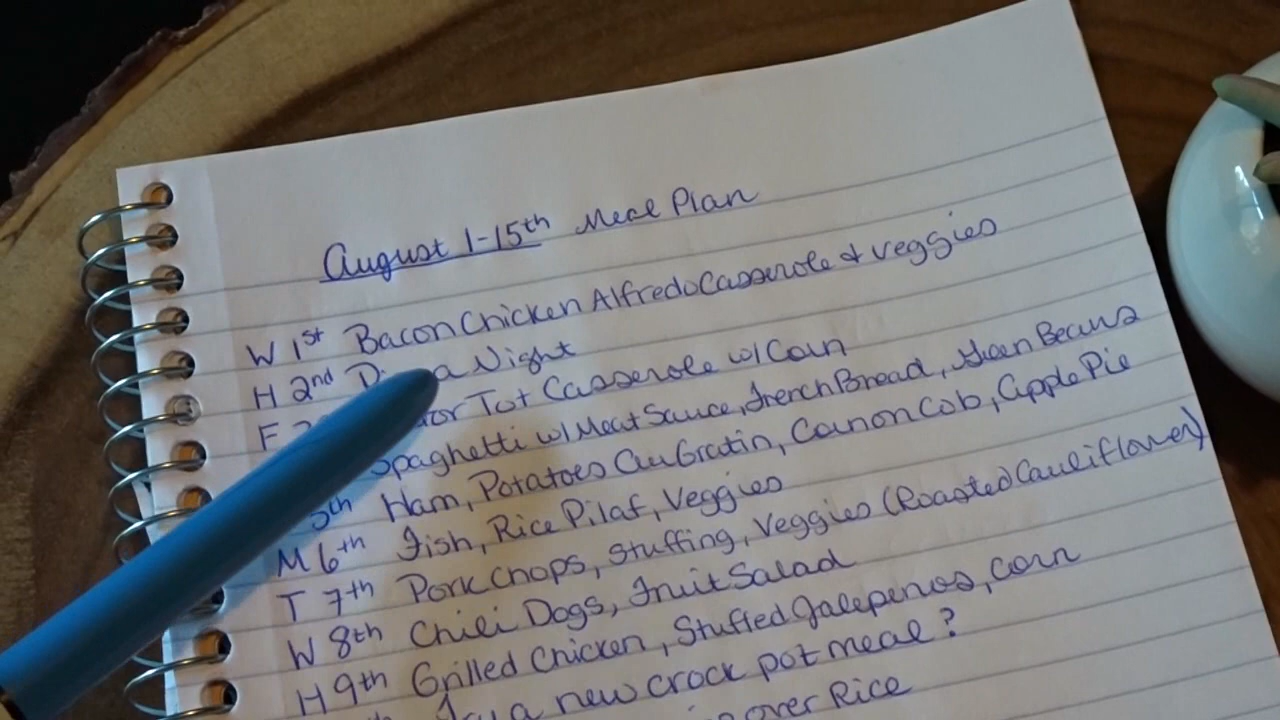 August 1-15th Meal Plan
W 1st Bacon Chicken Alfredo Casserole & veggies
H 2nd Night
F Tot Casserole w/ Corn
Spaghetti w/ Meat Sauce, French Bread, Green Beans
5th Ham, Potatoes Au Gratin, Corn on Cob, Apple Pie
M 6th Fish, Rice Pilaf, Veggies
T 7th Pork Chops, Stuffing, Veggies (Roasted Cauliflower)
W 8th Chili Dogs, Fruit Salad
H 9th Grilled Chicken, Stuffed Jalepenos, corn
a new crock pot meal?
over Rice